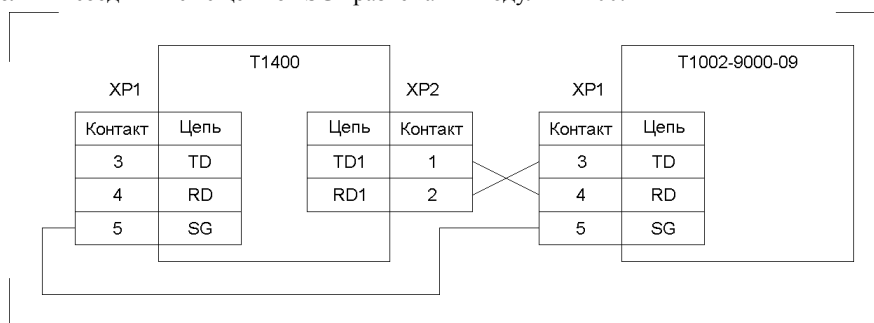 T1400
T1002-9000-09
XP1
XP2
XP1
Контакт Цепь Цепь Контакт Контакт Цепь
3 TD TD1 1 3 TD
4 RD RD1 2 4 RD
5 SG 5 SG